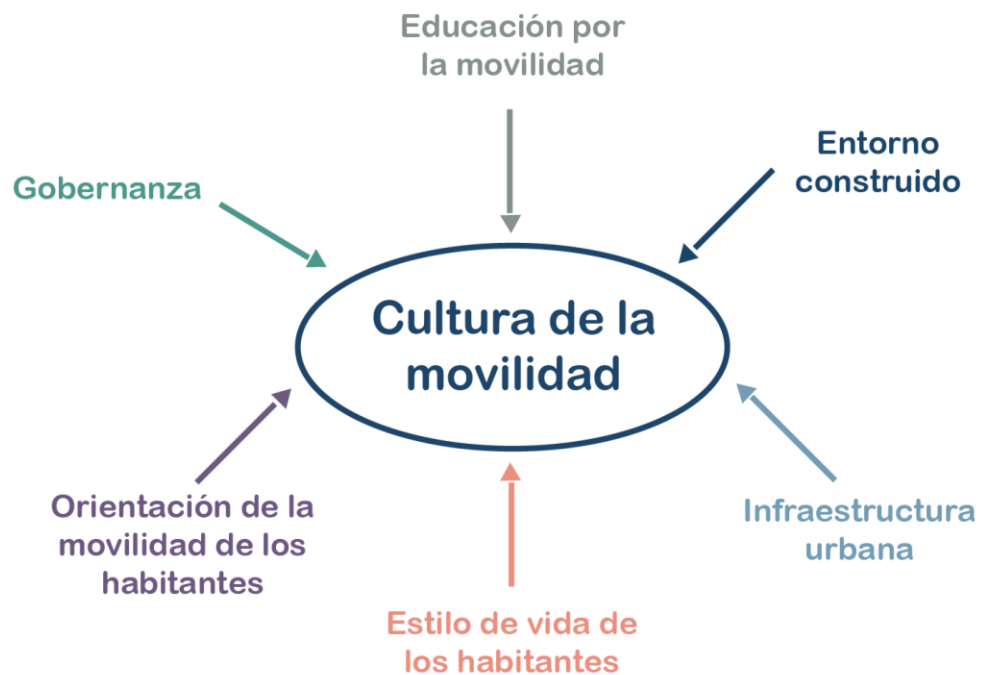 Educación por
la movilidad
Entorno
construido
Gobernanza
Cultura de la
movilidad
Orientación de la
movilidad de los
habitantes
Infraestructura
urbana
Estilo de vida de
los habitantes